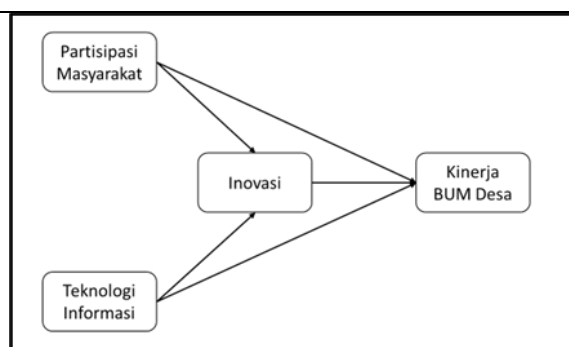 Partisipasi
Masyarakat
Inovasi
Kinerja
BUM Desa
Teknologi
Informasi